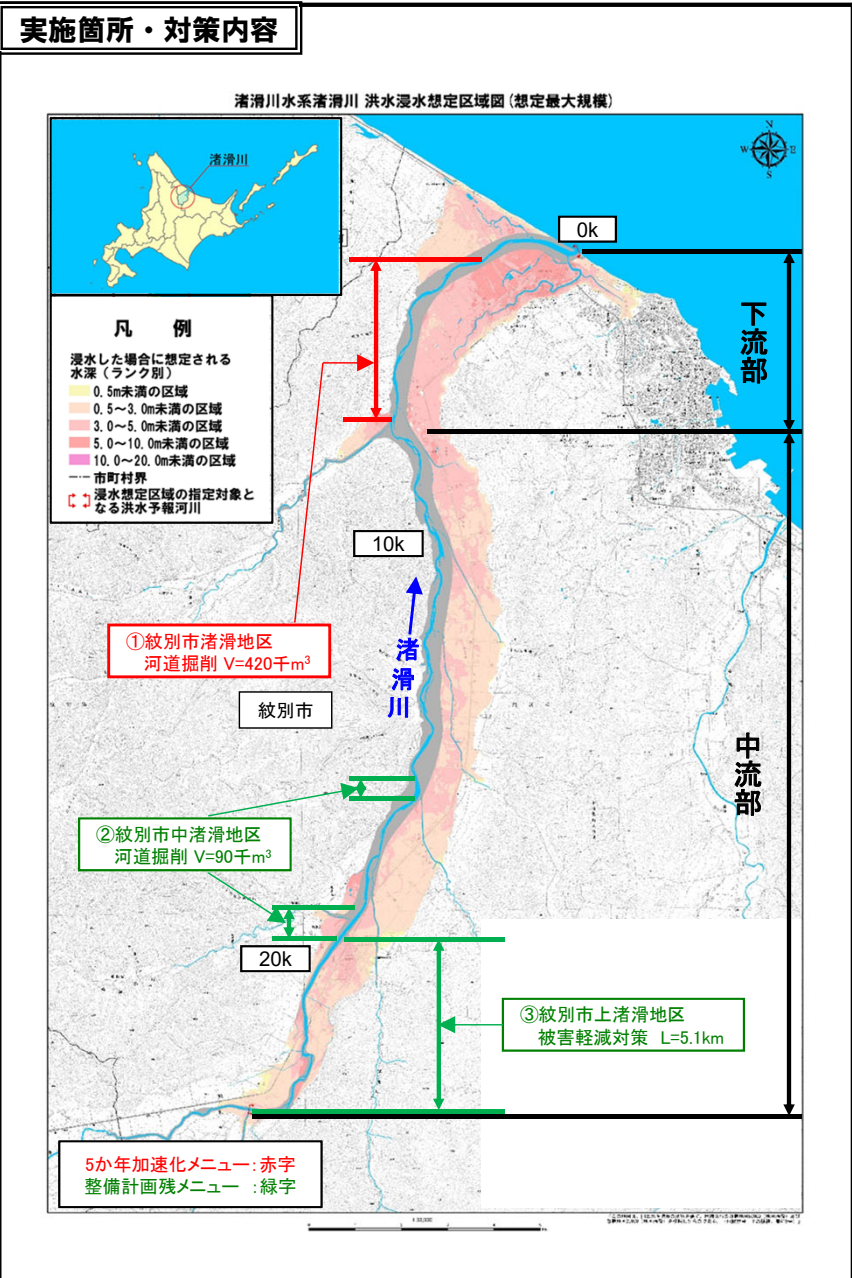 実施箇所・対策内容
渚滑川水系渚滑川 洪水浸水想定区域図(想定最大規模)
渚滑川
N
W
E
S
0k
凡 例
浸水した場合に想定される
水深(ランク別)
0.5m未満の区域
0.5~3.0m未満の区域
3.0~5.0m未満の区域
5.0~10.0m未満の区域
10.0~20.0m未満の区域
市町村界
浸水想定区域の指定対象と
なる洪水予報河川
下流部
10k
①紋別市渚滑地区
河道掘削 V=420千m³
渚滑川
紋別市
中流部
②紋別市中渚滑地区
河道掘削 V=90千m³
20k
③紋別市上渚滑地区
被害軽減対策 L=5.1km
5か年加速化メニュー:赤字
整備計画残メニュー :緑字